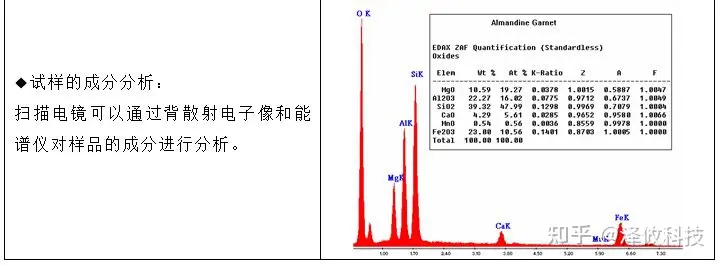 ◆试样的成分分析：
扫描电镜可以通过背散射电子像和能
谱仪对样品的成分进行分析。
O K
MgK
AlK
SiK
CaK
MnK
FeK
1.00 1.70 2.40 3.10 3.80 4.50 5.20 5.90 6.60 7.30
Almandine Garnet
EDAX ZAF Quantification (Standardless)
Oxides
Elem Wt % At % K-Ratio Z A F
MgO 10.59 19.27 0.0378 1.0015 0.5887 1.0047
Al2O3 22.27 16.02 0.0775 0.9712 0.6737 1.0049
SiO2 39.32 47.99 0.1298 0.9969 0.7079 1.0004
CaO 4.29 5.61 0.0285 0.9652 0.9580 1.0066
MnO 0.54 0.56 0.0036 0.8559 0.9978 1.0000
Fe2O3 23.00 10.56 0.1401 0.8703 1.0005 1.0000
Total 100.00 100.00
知乎 @泽攸科技